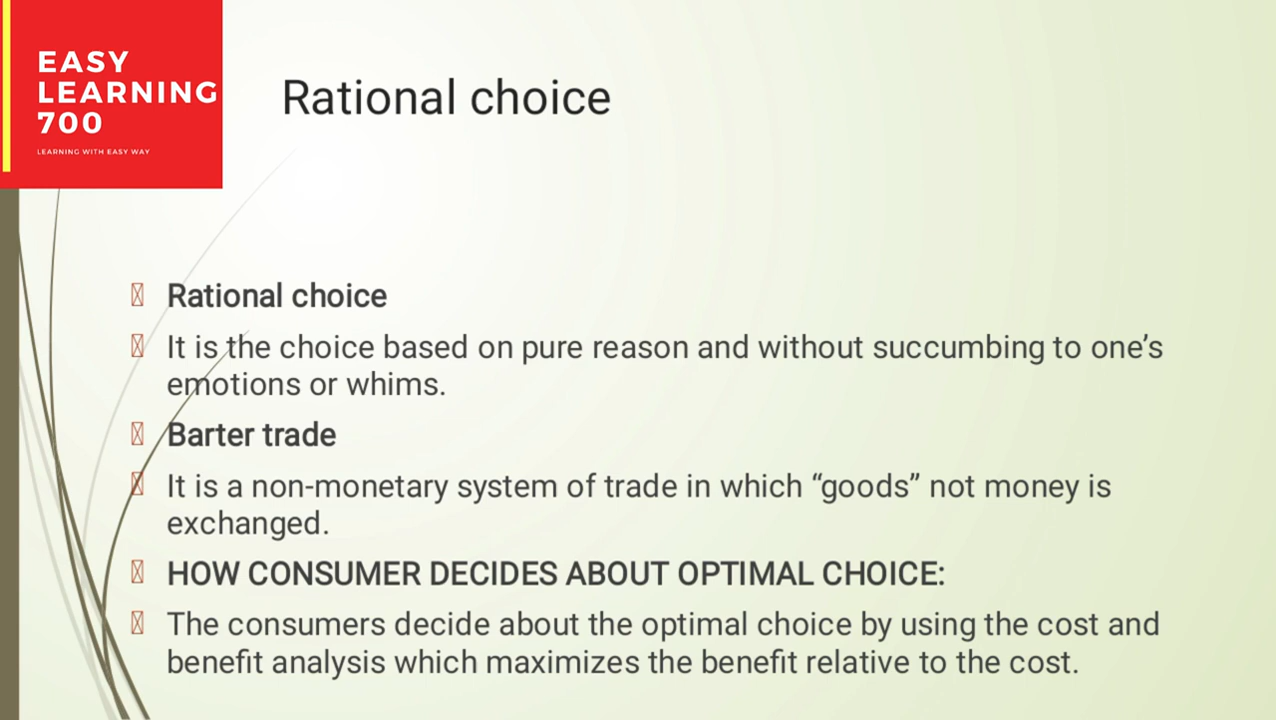 EASY
LEARNING
700
LEARNING WITH EASY WAY
Rational choice
Rational choice
It is the choice based on pure reason and without succumbing to one’s
emotions or whims.
Barter trade
It is a non-monetary system of trade in which “goods” not money is
exchanged.
HOW CONSUMER DECIDES ABOUT OPTIMAL CHOICE:
The consumers decide about the optimal choice by using the cost and
benefit analysis which maximizes the benefit relative to the cost.